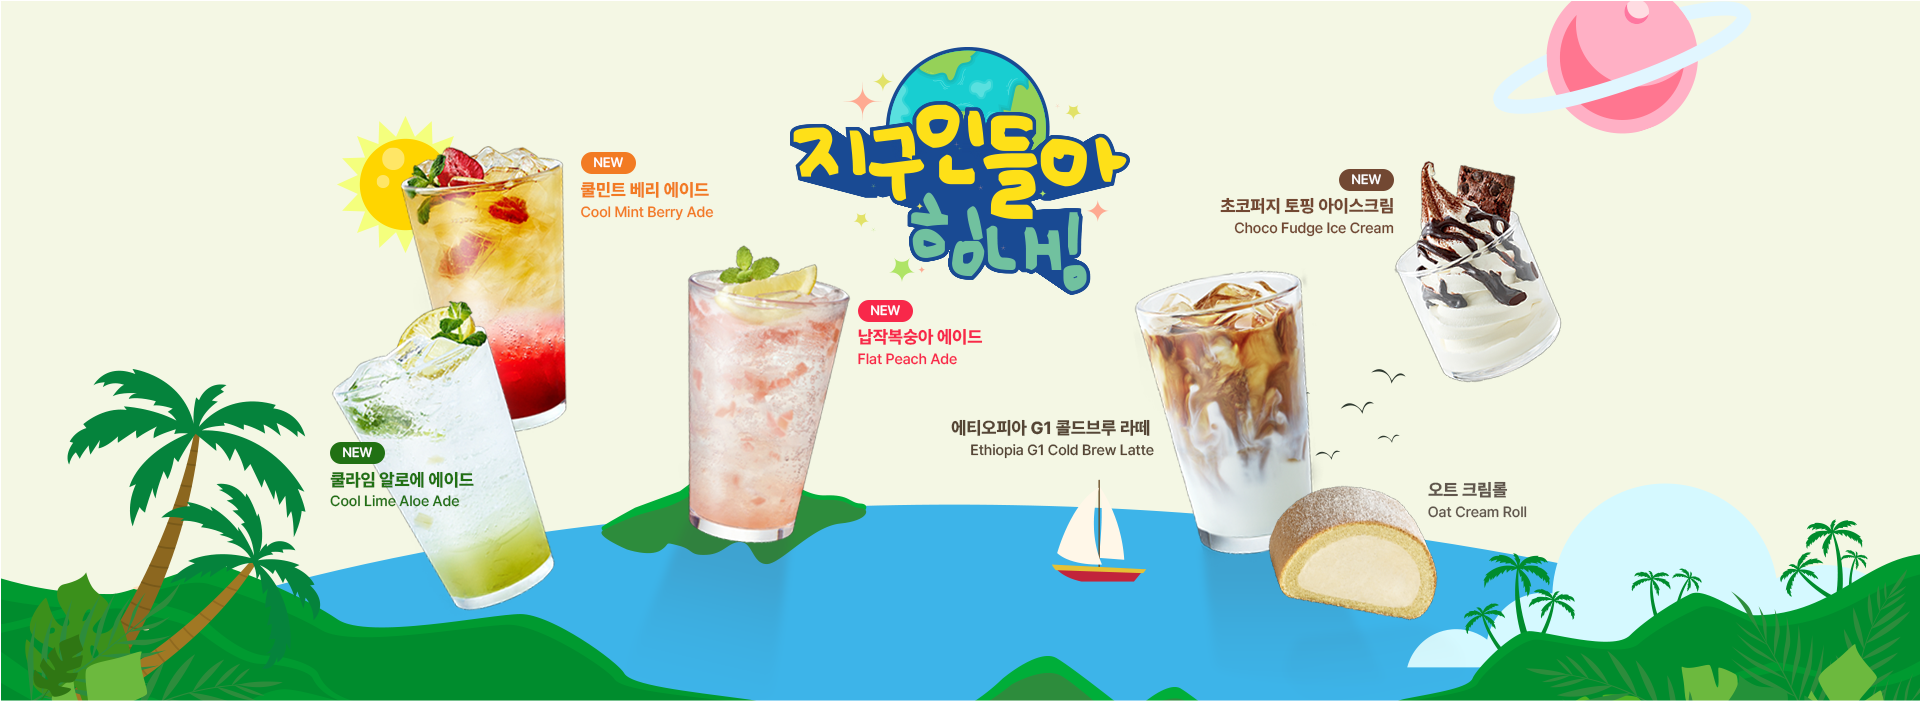 지구인들아
힘내잉
NEW
쿨민트 베리 에이드
Cool Mint Berry Ade
NEW
초코퍼지 토핑 아이스크림
Choco Fudge Ice Cream
NEW
납작복숭아 에이드
Flat Peach Ade
에티오피아 G1 콜드브루 라떼
Ethiopia G1 Cold Brew Latte
NEW
쿨라임 알로에 에이드
Cool Lime Aloe Ade
오트 크림롤
Oat Cream Roll